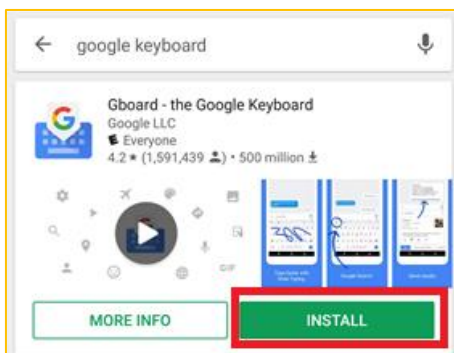 google keyboard
Gboard - the Google Keyboard
Google LLC
Everyone
4.2 ★ (1,591,439 ) • 500 million
GIF
MORE INFO
INSTALL